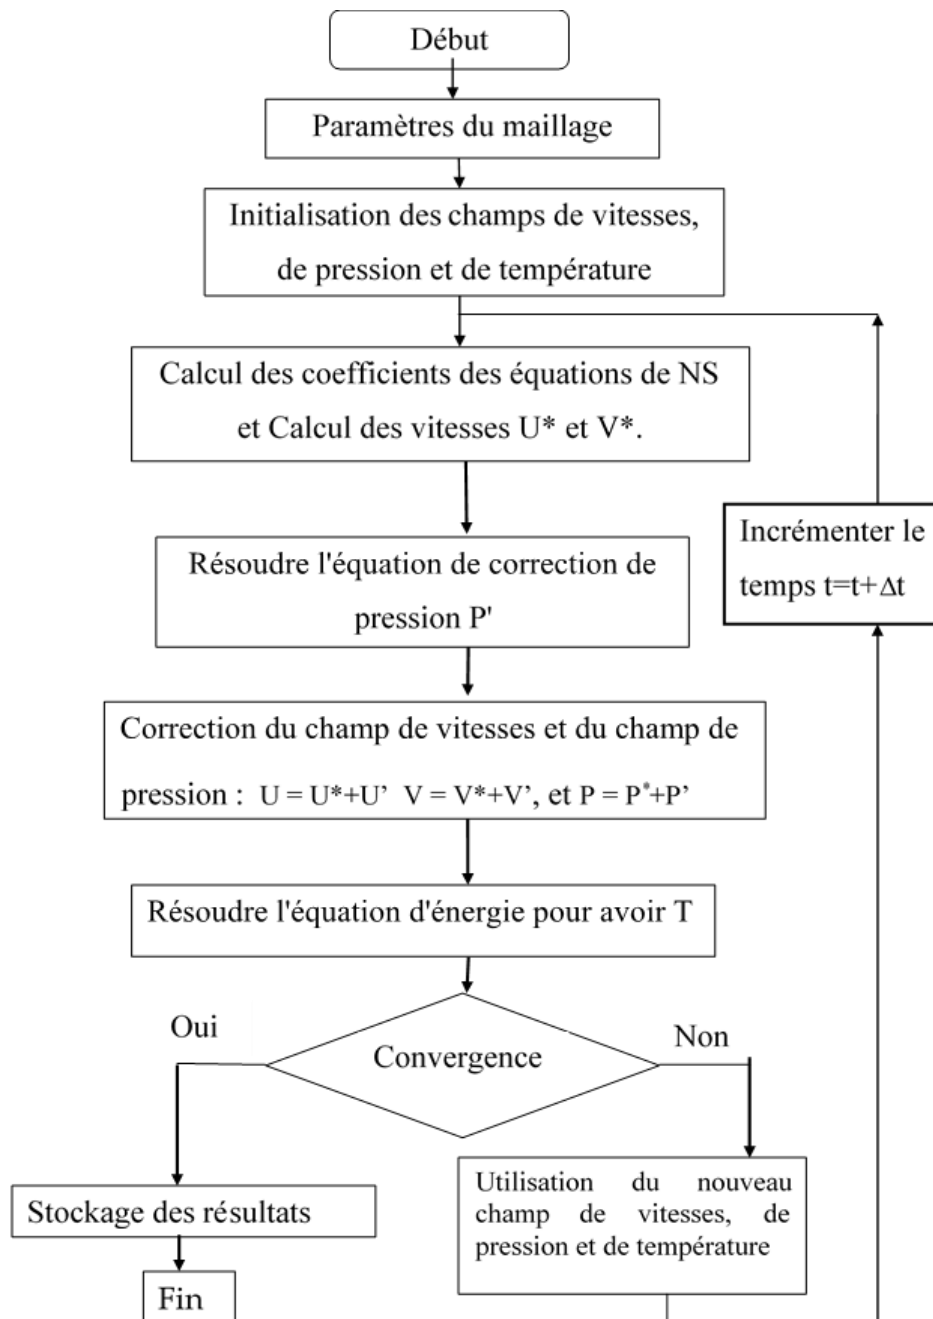 Début
Paramètres du maillage
Initialisation des champs de vitesses,
de pression et de température
Calcul des coefficients des équations de NS
et Calcul des vitesses U* et V*.
Incrémenter le
temps t=t+Δt
Résoudre l'équation de correction de
pression P'
Correction du champ de vitesses et du champ de
pression : U = U*+U’ V = V*+V’, et P = P*+P’
Résoudre l'équation d'énergie pour avoir T
Oui
Non
Convergence
Utilisation du nouveau
champ de vitesses, de
pression et de température
Stockage des résultats
Fin